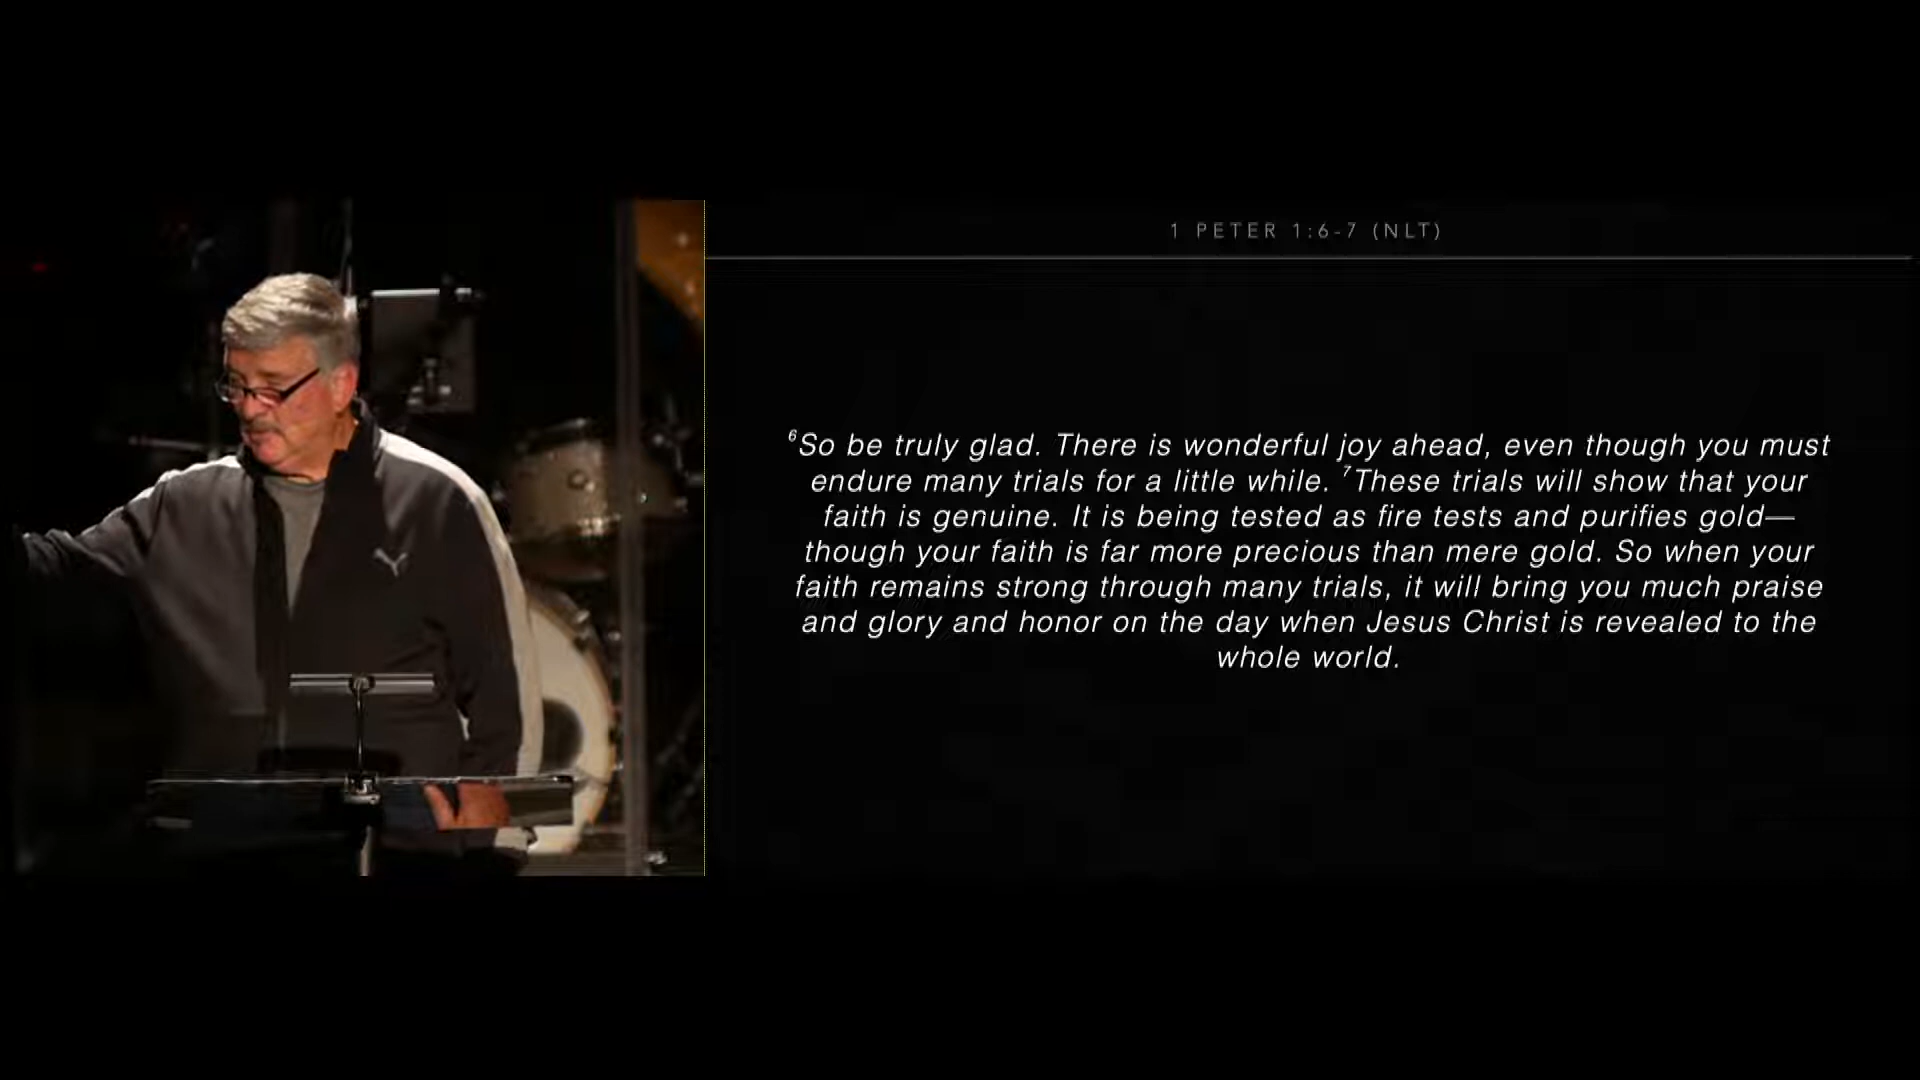 1 PETER 1:6-7 (NLT)
⁶So be truly glad. There is wonderful joy ahead, even though you must
endure many trials for a little while. ⁷These trials will show that your
faith is genuine. It is being tested as fire tests and purifies gold—
though your faith is far more precious than mere gold. So when your
faith remains strong through many trials, it will bring you much praise
and glory and honor on the day when Jesus Christ is revealed to the
whole world.